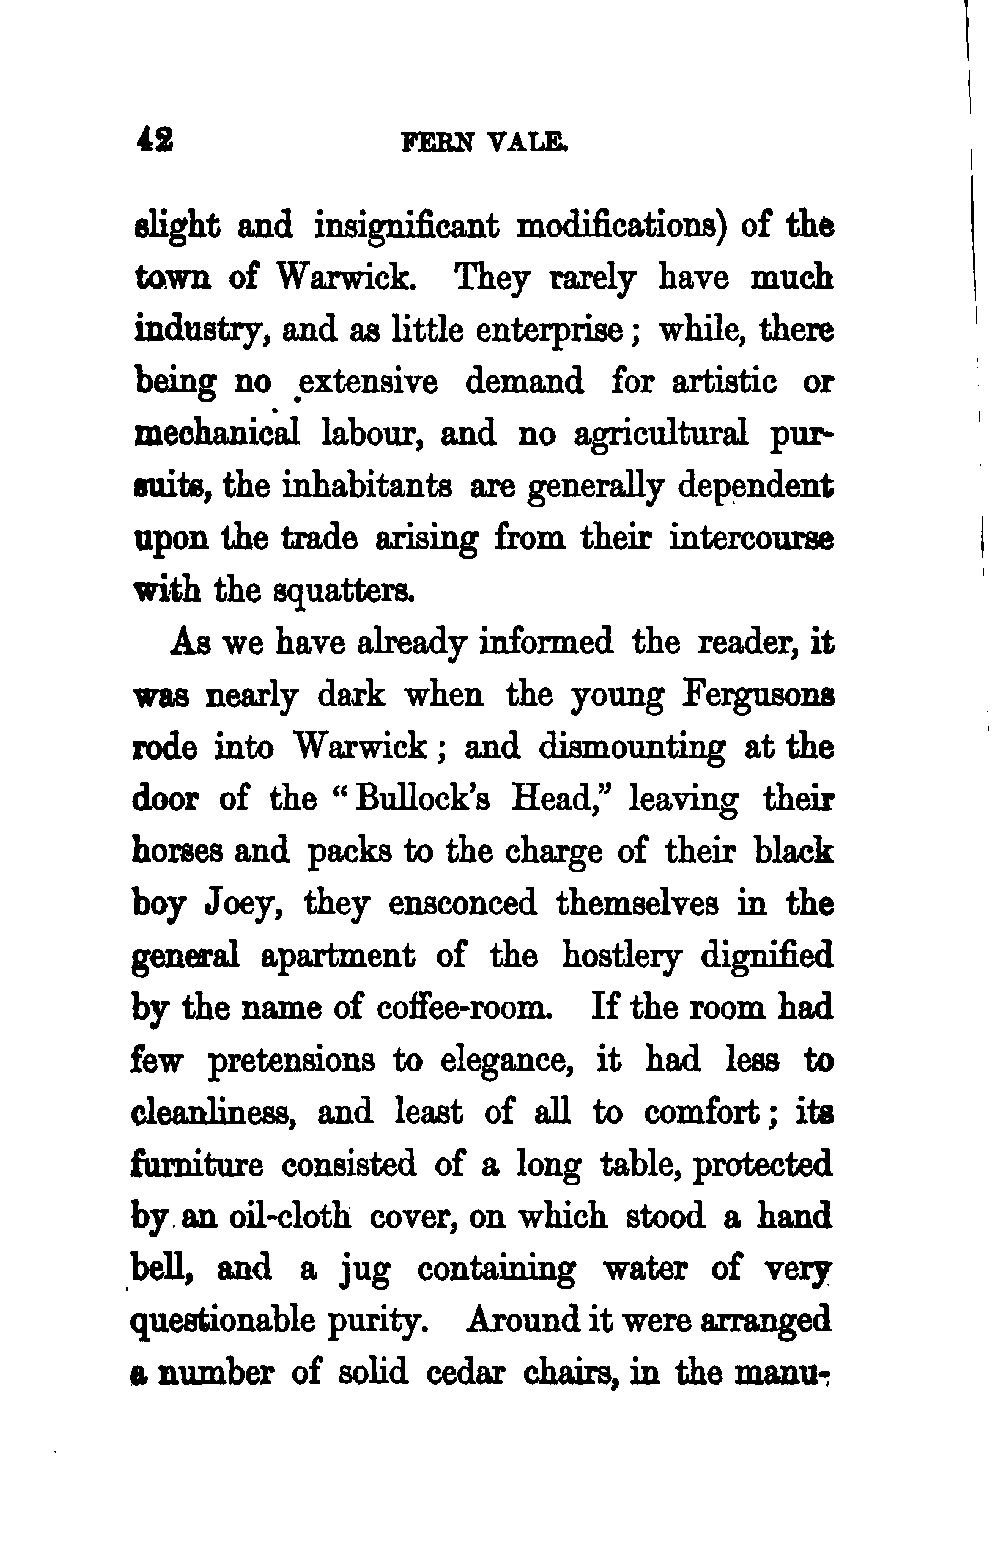 42 FERN VALE.
slight and insignificant modifications) of the
town of Warwick. They rarely have much
industry, and as little enterprise; while, there
being no extensive demand for artistic or
mechanical labour, and no agricultural pur-
suits, the inhabitants are generally dependent
upon the trade arising from their intercourse
with the squatters.
As we have already informed the reader, it
was nearly dark when the young Fergusons
rode into Warwick; and dismounting at the
door of the "Bullock's Head," leaving their
horses and packs to the charge of their black
boy Joey, they ensconced themselves in the
general apartment of the hostlery dignified
by the name of coffee-room. If the room had
few pretensions to elegance, it had less to
cleanliness, and least of all to comfort; its
furniture consisted of a long table, protected
by an oil-cloth cover, on which stood a hand
bell, and a jug containing water of very
questionable purity. Around it were arranged
a number of solid cedar chairs, in the manu-